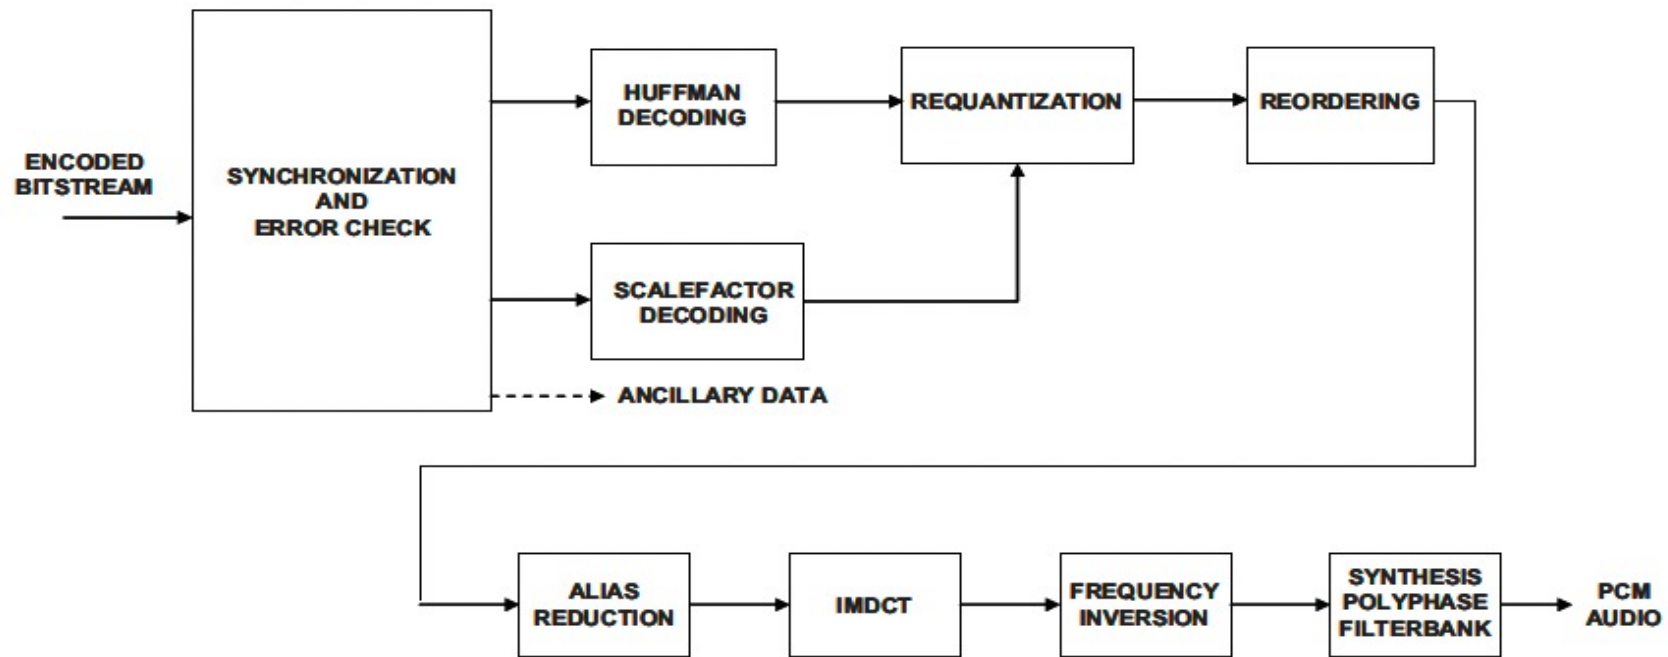 ENCODED
BITSTREAM
SYNCHRONIZATION
AND
ERROR CHECK
HUFFMAN
DECODING
REQUANTIZATION
REORDERING
SCALEFACTOR
DECODING
ANCILLARY DATA
ALIAS
REDUCTION
IMDCT
FREQUENCY
INVERSION
SYNTHESIS
POLYPHASE
FILTERBANK
PCM
AUDIO